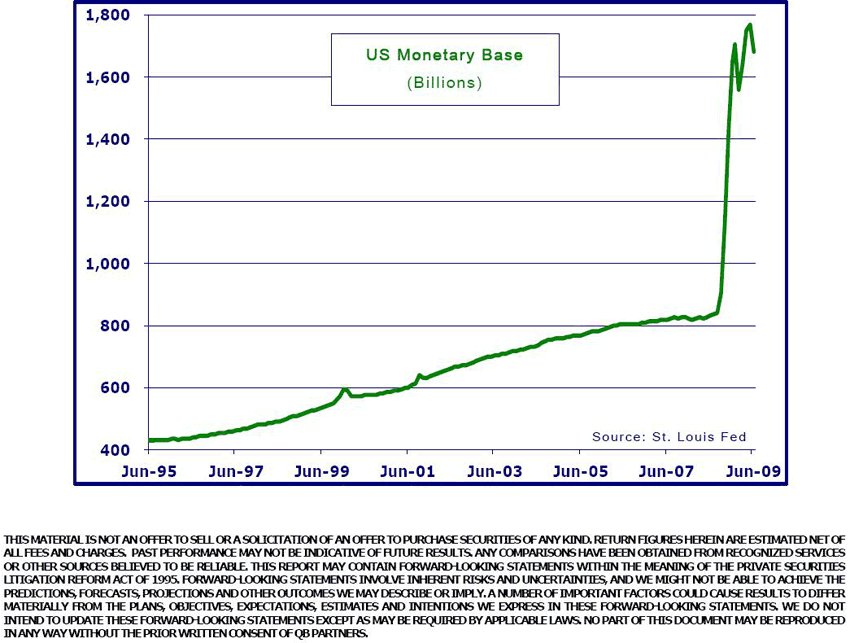 1,800
US Monetary Base
(Billions)
1,600
1,400
1,200
1,000
800
600
400
Source: St. Louis Fed
Jun-95 Jun-97 Jun-99 Jun-01 Jun-03 Jun-05 Jun-07 Jun-09
THIS MATERIAL IS NOT AN OFFER TO SELL OR A SOLICITATION OF AN OFFER TO PURCHASE SECURITIES OF ANY KIND. RETURN FIGURES HEREIN ARE ESTIMATED NET OF
ALL FEES AND CHARGES. PAST PERFORMANCE MAY NOT BE INDICATIVE OF FUTURE RESULTS. ANY COMPARISONS HAVE BEEN OBTAINED FROM RECOGNIZED SERVICES
OR OTHER SOURCES BELIEVED TO BE RELIABLE. THIS REPORT MAY CONTAIN FORWARD-LOOKING STATEMENTS WITHIN THE MEANING OF THE PRIVATE SECURITIES
LITIGATION REFORM ACT OF 1995. FORWARD-LOOKING STATEMENTS INVOLVE INHERENT RISKS AND UNCERTAINTIES, AND WE MIGHT NOT BE ABLE TO ACHIEVE THE
PREDICTIONS, FORECASTS, PROJECTIONS AND OTHER OUTCOMES WE MAY DESCRIBE OR IMPLY. A NUMBER OF IMPORTANT FACTORS COULD CAUSE RESULTS TO DIFFER
MATERIALLY FROM THE PLANS, OBJECTIVES, EXPECTATIONS, ESTIMATES AND INTENTIONS WE EXPRESS IN THESE FORWARD-LOOKING STATEMENTS. WE DO NOT
INTEND TO UPDATE THESE FORWARD-LOOKING STATEMENTS EXCEPT AS MAY BE REQUIRED BY APPLICABLE LAWS. NO PART OF THIS DOCUMENT MAY BE REPRODUCED
IN ANY WAY WITHOUT THE PRIOR WRITTEN CONSENT OF QB PARTNERS.